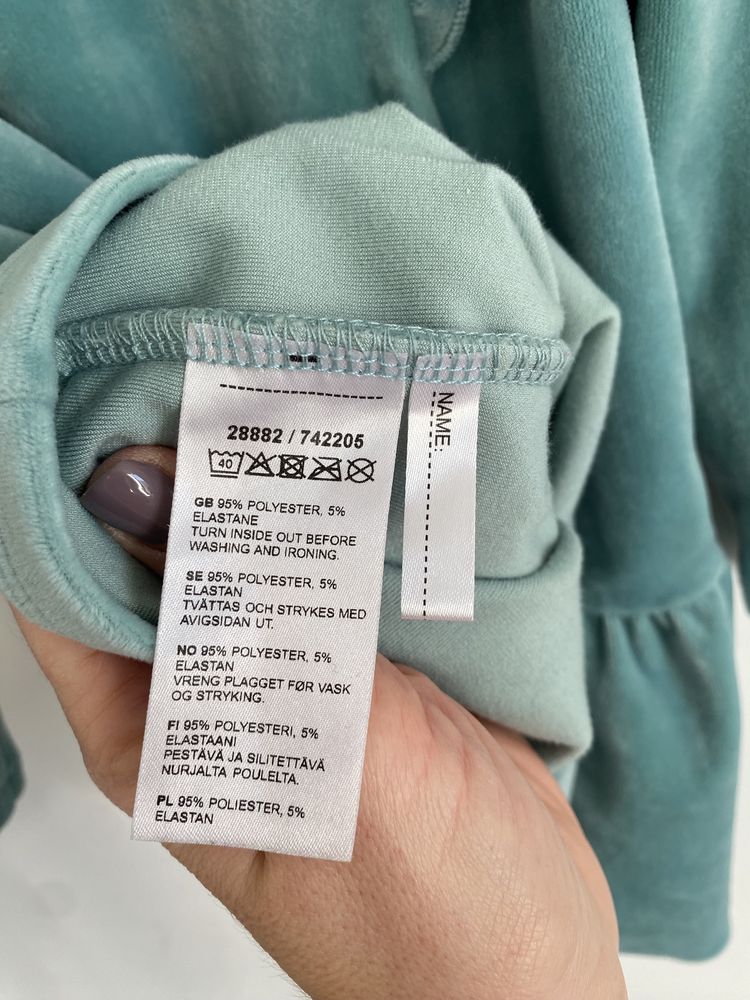 28882 / 742205
40
GB 95% POLYESTER, 5%
ELASTANE
TURN INSIDE OUT BEFORE
WASHING AND IRONING.
SE 95% POLYESTER, 5%
ELASTAN
TVÄTTAS OCH STRYKES MED
AVIGSIDAN UT.
NO 95% POLYESTER, 5%
ELASTAN
VRENG PLAGGET FØR VASK
OG STRYKING.
FI 95% POLYESTERI, 5%
ELASTAANI
PESTÄVÄ JA SILITETTÄVÄ
NURJALTA POULELTA.
PL 95% POLIESTER, 5%
ELASTAN
NAME: